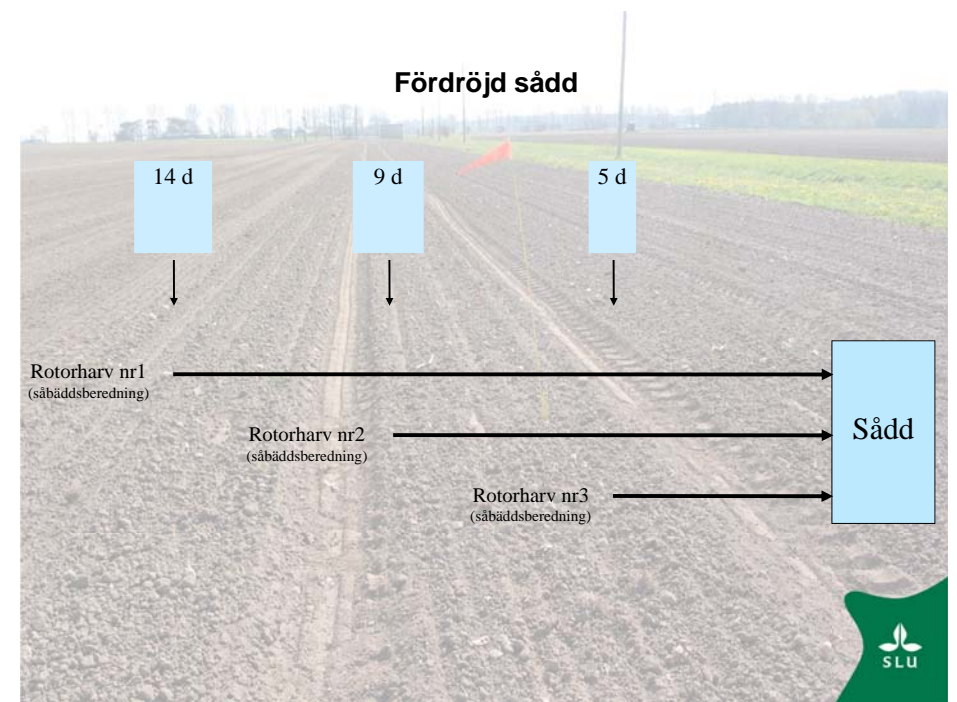 Fördröjd sådd
14 d
9 d
5 d
Rotorharv nr1
(såbäddsberedning)
Rotorharv nr2
(såbäddsberedning)
Sådd
Rotorharv nr3
(såbäddsberedning)
SLU